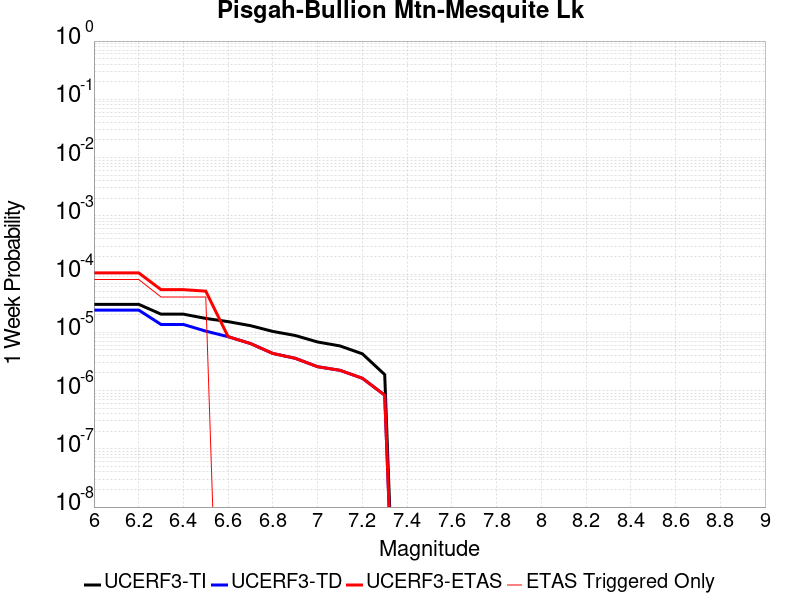 Pisgah-Bullion Mtn-Mesquite Lk
1 Week Probability
10^0
10^-1
10^-2
10^-3
10^-4
10^-5
10^-6
10^-7
10^-8
6 6.2 6.4 6.6 6.8 7 7.2 7.4 7.6 7.8 8 8.2 8.4 8.6 8.8 9
Magnitude
UCERF3-TI UCERF3-TD UCERF3-ETAS ETAS Triggered Only